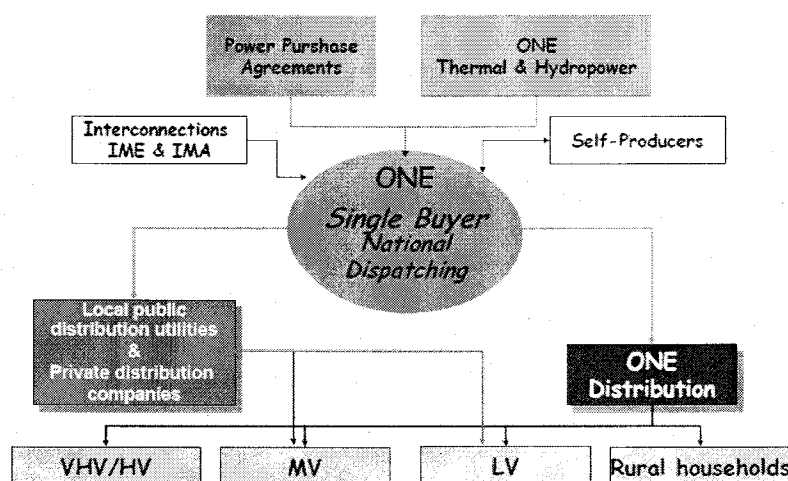 Power Purshase
Agreements
ONE
Thermal & Hydropower
Interconnections
IME & IMA
Self-Producers
ONE
Single Buyer
National
Dispatching
Local public
distribution utilities
&
Private distribution
companies
ONE
Distribution
VHV/HV
MV
LV
Rural households